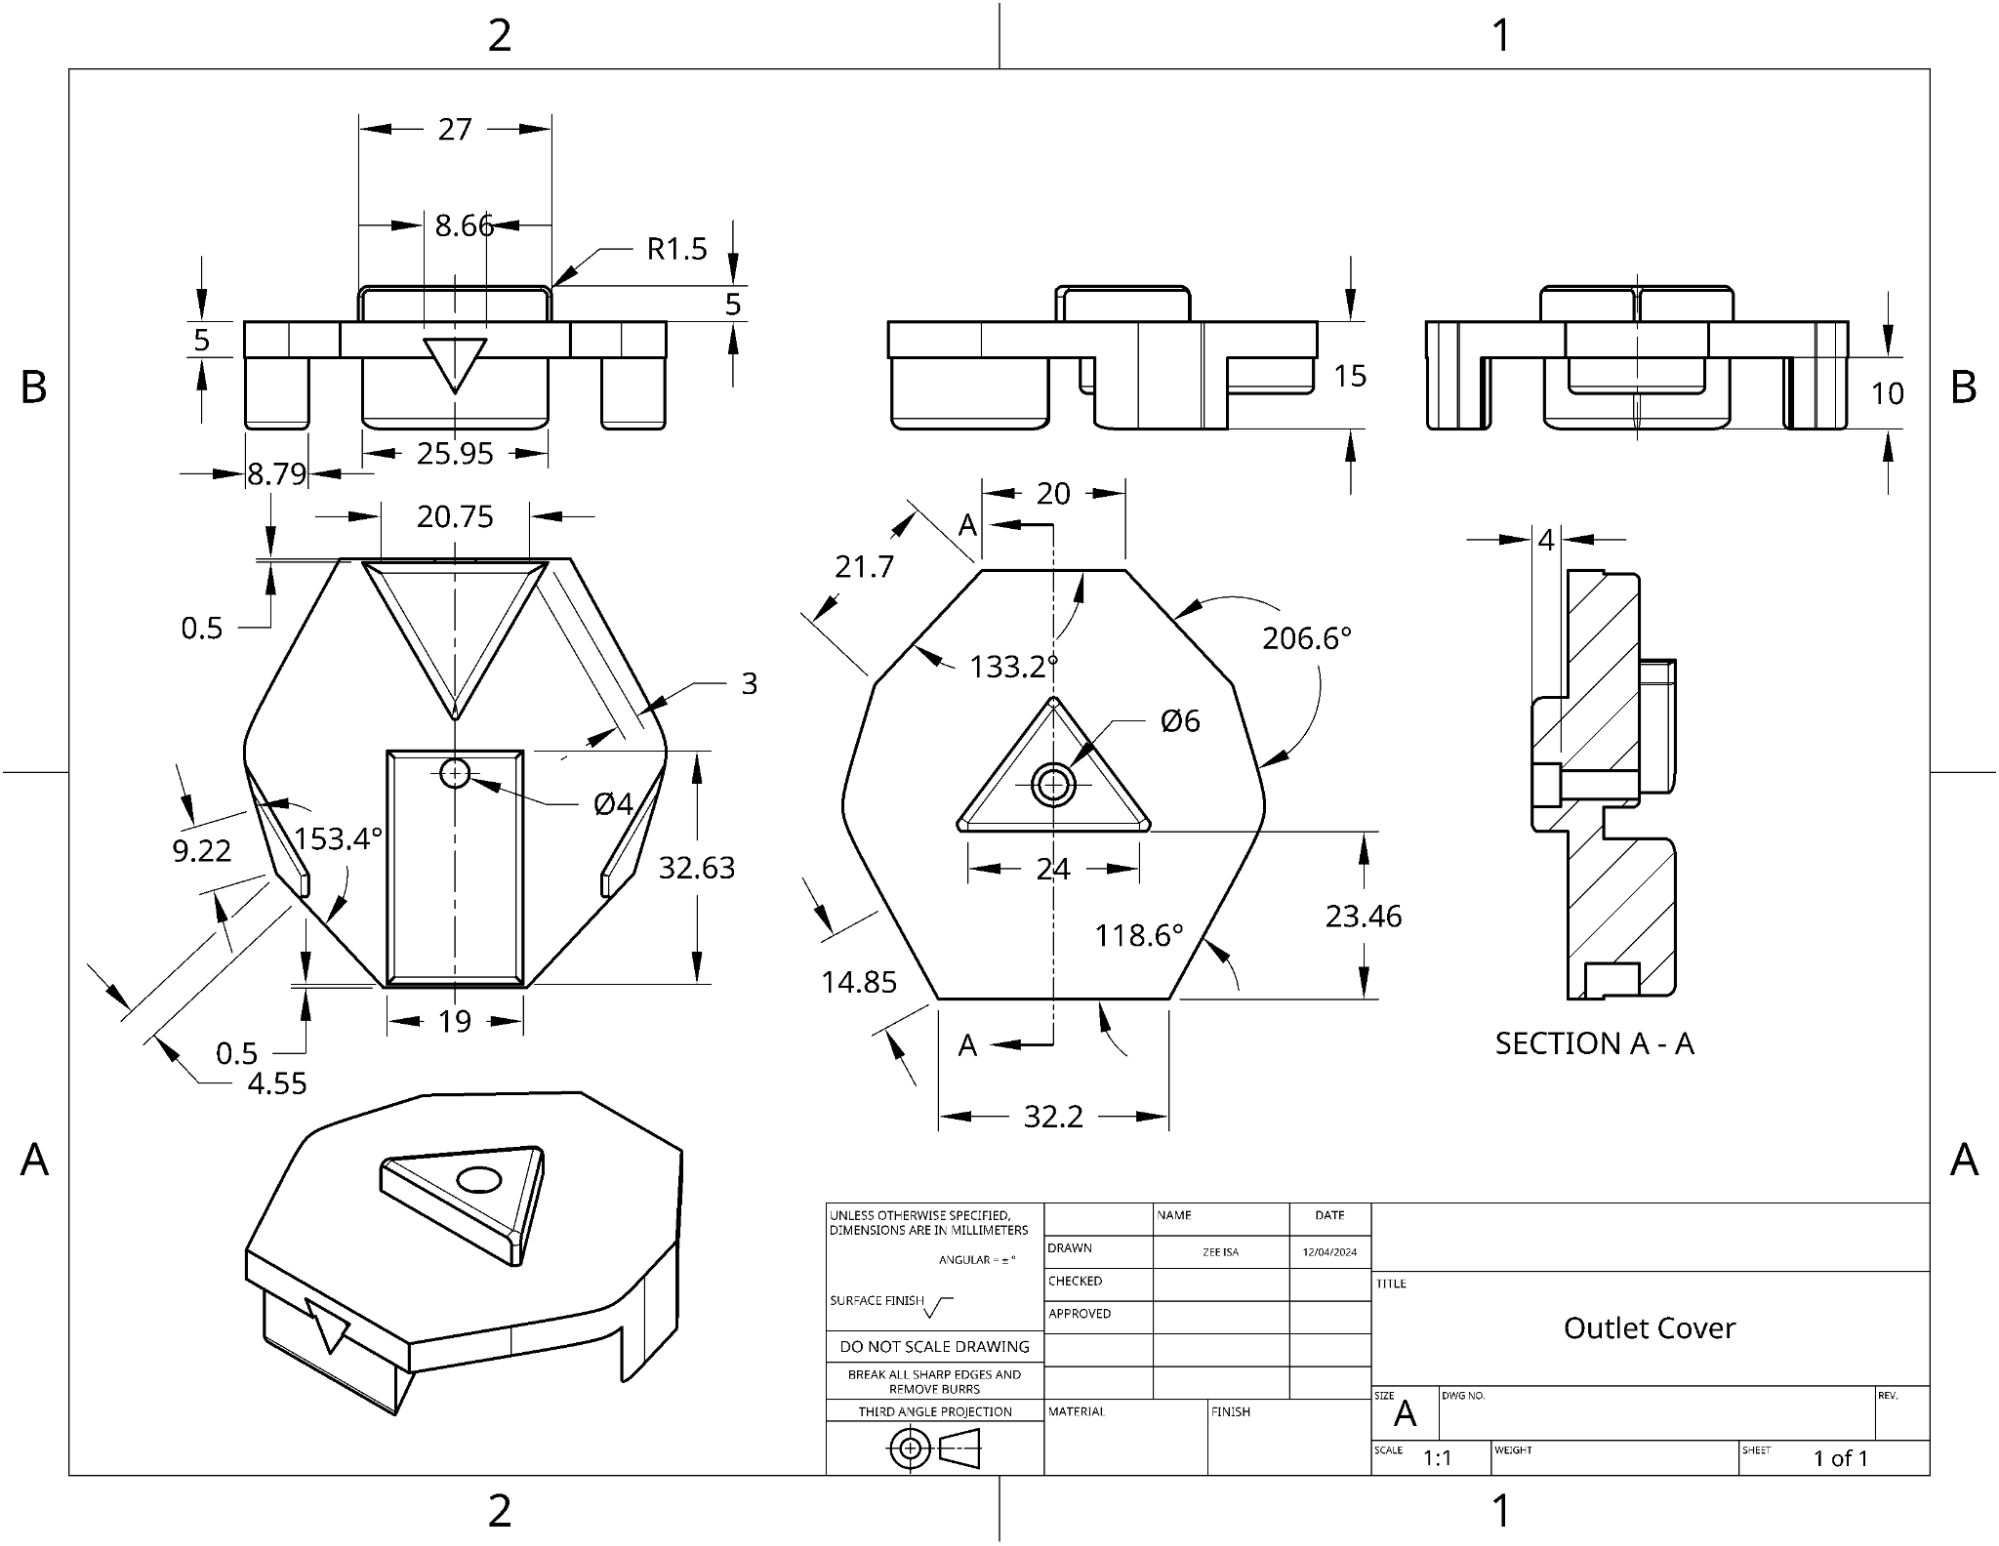 2
1
B
B
A
A
2
1
27
8.66
R1.5
5
5
25.95
8.79
15
10
20.75
0.5
3
Ø4
153.4°
9.22
32.63
19
0.5
4.55
20
A
21.7
206.6°
133.2°
Ø6
24
23.46
118.6°
14.85
A
32.2
4
SECTION A - A
UNLESS OTHERWISE SPECIFIED,
DIMENSIONS ARE IN MILLIMETERS
ANGULAR = ± °
SURFACE FINISH
DO NOT SCALE DRAWING
BREAK ALL SHARP EDGES AND
REMOVE BURRS
THIRD ANGLE PROJECTION
NAME
DATE
DRAWN
ZEE ISA
12/04/2024
CHECKED
APPROVED
MATERIAL
FINISH
TITLE
Outlet Cover
SIZE
A
DWG NO.
REV.
SCALE
1:1
WEIGHT
SHEET
1 of 1